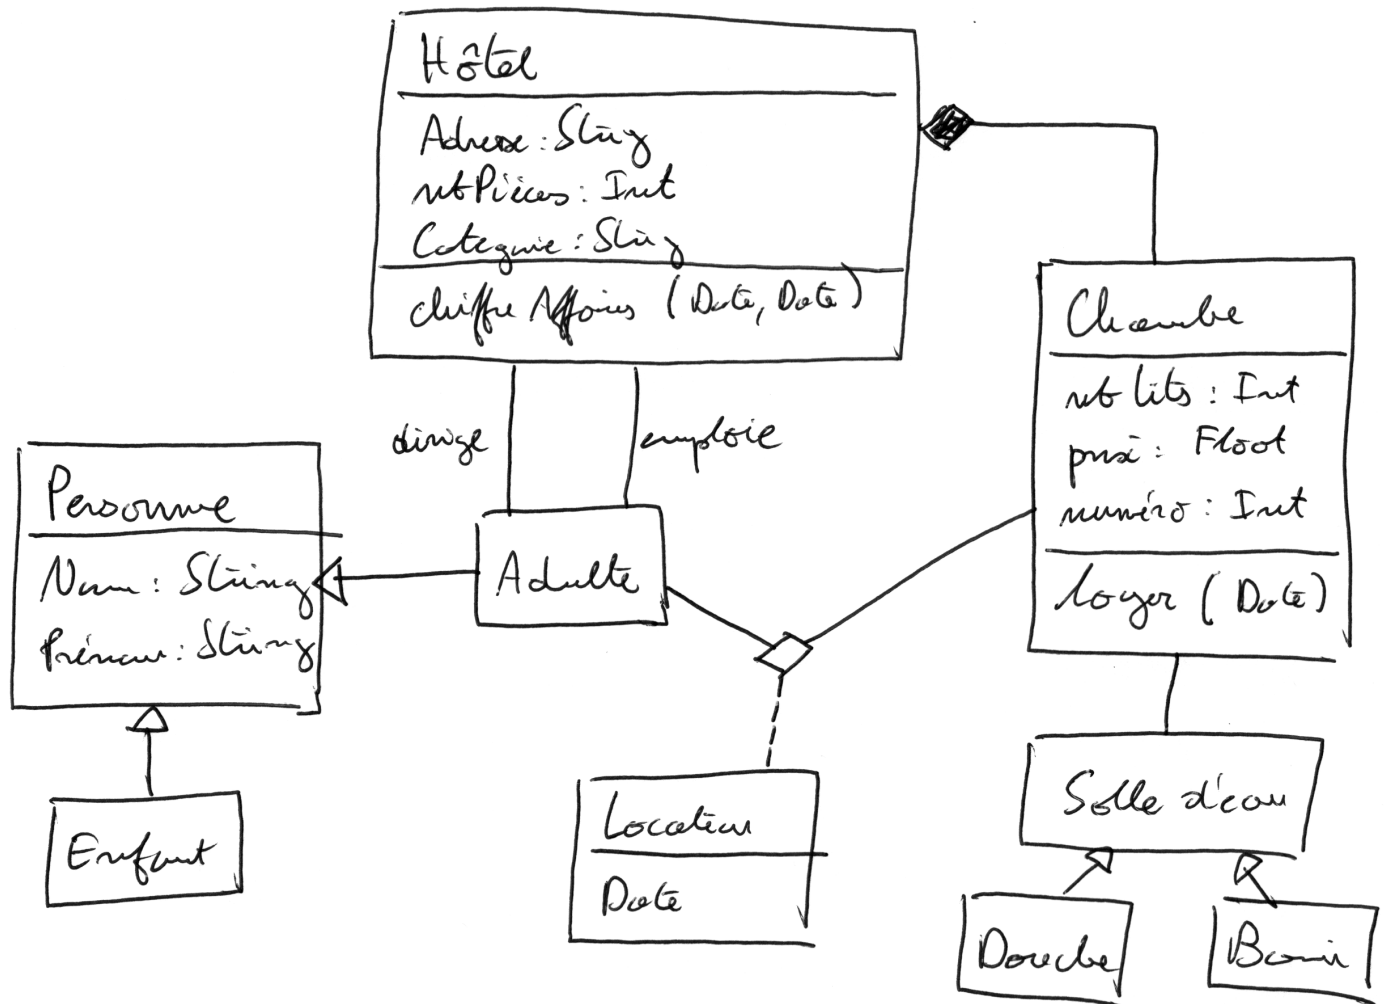 Hôtel
Adresse : String
nbPièces : Int
Categorie : String
chiffreAffaires (Date, Date)
dirige
emploie
Chambre
nb lits : Int
prix : Float
numéro : Int
loyer (Date)
Personne
Nom : String
Prénom : String
Adulte
Enfant
Location
Date
Salle d'eau
Douche
Bain